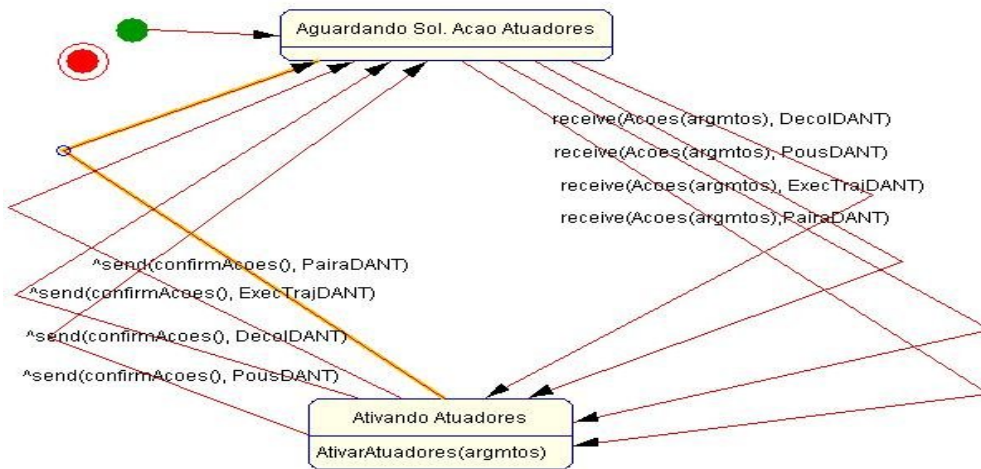 Aguardando Sol. Acao Atuadores
receive(Acoes(argmtos), DecolDANT)
receive(Acoes(argmtos), PousDANT)
receive(Acoes(argmtos), ExecTrajDANT)
receive(Acoes(argmtos),PairaDANT)
^send(confirmAcoes(), PairaDANT)
^send(confirmAcoes(), ExecTrajDANT)
^send(confirmAcoes(), DecolDANT)
^send(confirmAcoes(), PousDANT)
Ativando Atuadores
AtivarAtuadores(argmtos)